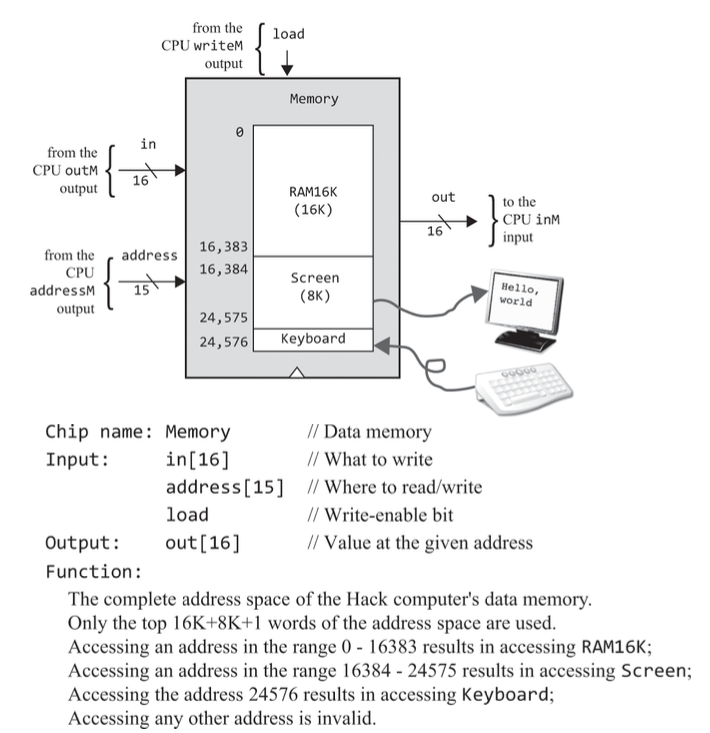 from the
CPU writeM
output
load
Memory
0
from the
CPU outM
output
in
16
RAM16K
(16K)
out
16
to the
CPU inM
input
from the
CPU
addressM
output
address
15
16,383
16,384
Screen
(8K)
24,575
24,576
Keyboard
Hello,
world
Chip name: Memory // Data memory
Input: in[16] // What to write
address[15] // Where to read/write
load // Write-enable bit
Output: out[16] // Value at the given address
Function:
The complete address space of the Hack computer's data memory.
Only the top 16K+8K+1 words of the address space are used.
Accessing an address in the range 0 - 16383 results in accessing RAM16K;
Accessing an address in the range 16384 - 24575 results in accessing Screen;
Accessing the address 24576 results in accessing Keyboard;
Accessing any other address is invalid.